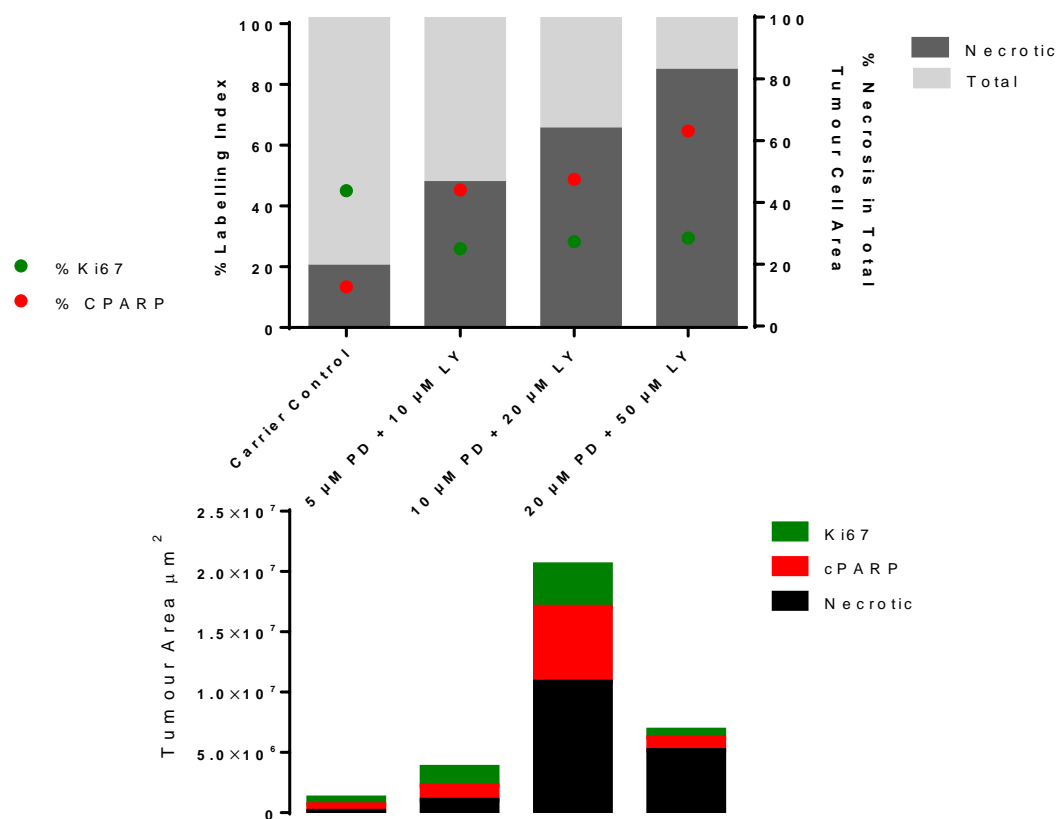 100
80
60
40
20
0
% Labelling Index
100
80
60
40
20
0
% Necrosis in Total
Tumour Cell Area
Necrotic
Total
% Ki67
% CPARP
Carrier Control
5 µM PD + 10 µM LY
10 µM PD + 20 µM LY
20 µM PD + 50 µM LY
2.5×10⁷
2.0×10⁷
1.5×10⁷
1.0×10⁷
5.0×10⁶
0
Tumour Area µm²
Ki67
cPARP
Necrotic